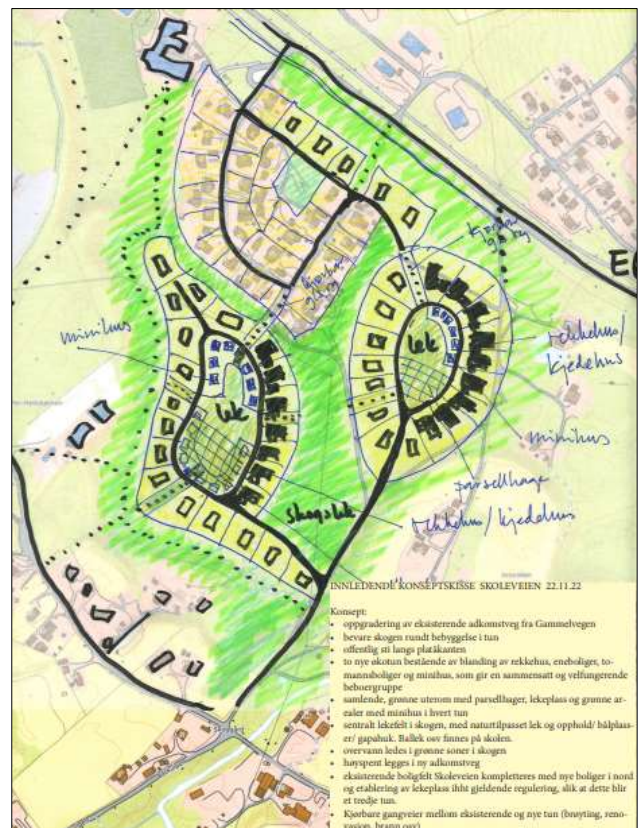 Kjørbar
g/s veg
minihus
lek
lek
rekkehus/
kjedehus
minihus
parsellhage
rekkehus/kjedehus
skogslek
INNLEDENDE KONSEPTSKISSE SKOLEVEIEN 22.11.22
Konsept:
• oppgradering av eksisterende adkomstveg fra Gammelvegen
• bevare skogen rundt bebyggelse i tun
• offentlig sti langs platåkanten
• to nye økotun bestående av blanding av rekkehus, eneboliger, to-
mannsboliger og minihus, som gir en sammensatt og velfungerende
beboergruppe
• samlende, grønne uterom med parsellhager, lekeplass og grønne ar-
ealer med minihus i hvert tun
• sentralt lekefelt i skogen, med naturtilpasset lek og opphold/ bålplass-
er/ gapahuk. Ballek osv finnes på skolen.
• overvann ledes i grønne soner i skogen
• høyspent legges i ny adkomstveg
• eksisterende boligfelt Skoleveien kompletteres med nye boliger i nord
og etablering av lekeplass ihht gjeldende regulering, slik at dette blir
et tredje tun.
• Kjørbare gangveier mellom eksisterende og nye tun (brøyting, reno-
vasjon, brann osv)